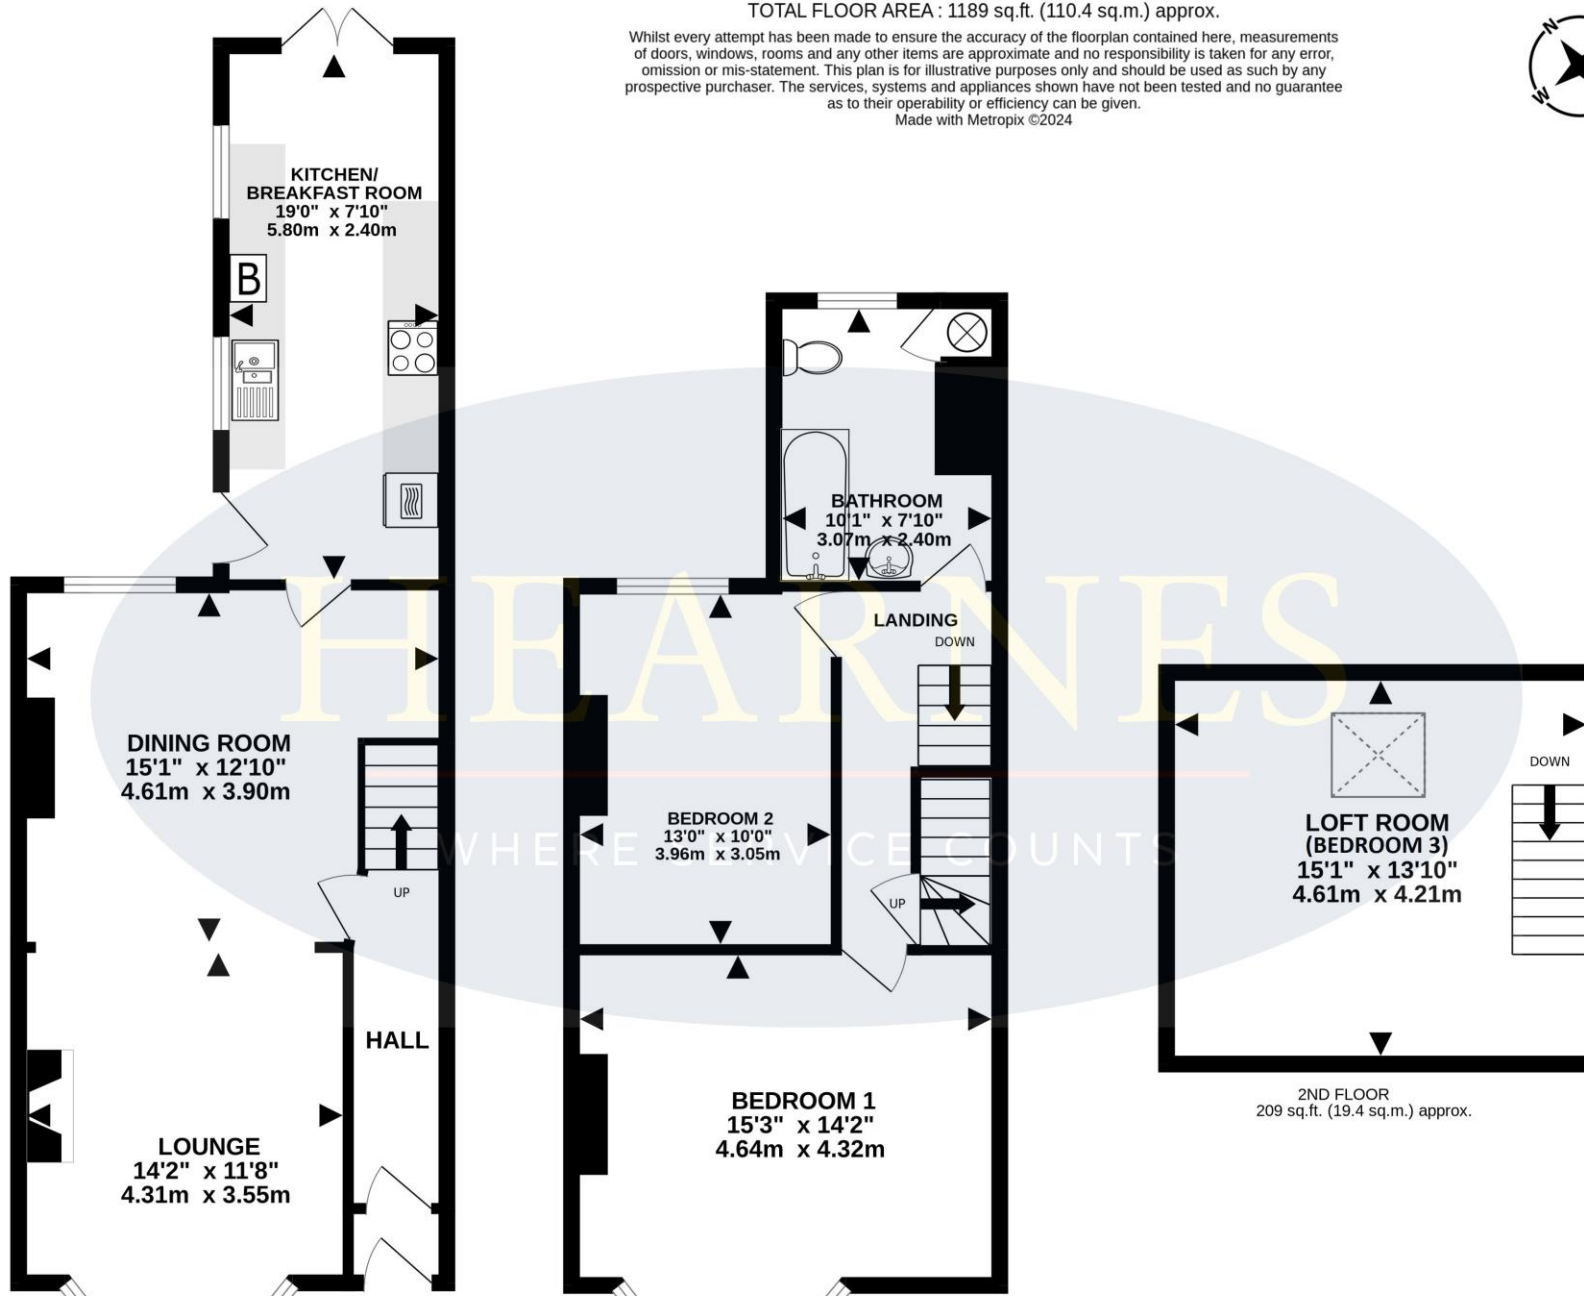 TOTAL FLOOR AREA : 1189 sq.ft. (110.4 sq.m.) approx.
Whilst every attempt has been made to ensure the accuracy of the floorplan contained here, measurements
of doors, windows, rooms and any other items are approximate and no responsibility is taken for any error,
omission or mis-statement. This plan is for illustrative purposes only and should be used as such by any
prospective purchaser. The services, systems and appliances shown have not been tested and no guarantee
as to their operability or efficiency can be given.
Made with Metropix ©2024
N
W
KITCHEN/
BREAKFAST ROOM
19'0" x 7'10"
5.80m x 2.40m
B
DINING ROOM
15'1" x 12'10"
4.61m x 3.90m
UP
HALL
LOUNGE
14'2" x 11'8"
4.31m x 3.55m
BATHROOM
10'1" x 7'10"
3.07m x 2.40m
LANDING
DOWN
BEDROOM 2
13'0" x 10'0"
3.96m x 3.05m
UP
BEDROOM 1
15'3" x 14'2"
4.64m x 4.32m
LOFT ROOM
(BEDROOM 3)
15'1" x 13'10"
4.61m x 4.21m
DOWN
2ND FLOOR
209 sq.ft. (19.4 sq.m.) approx.
HEARNES
WHERE SERVICE COUNTS